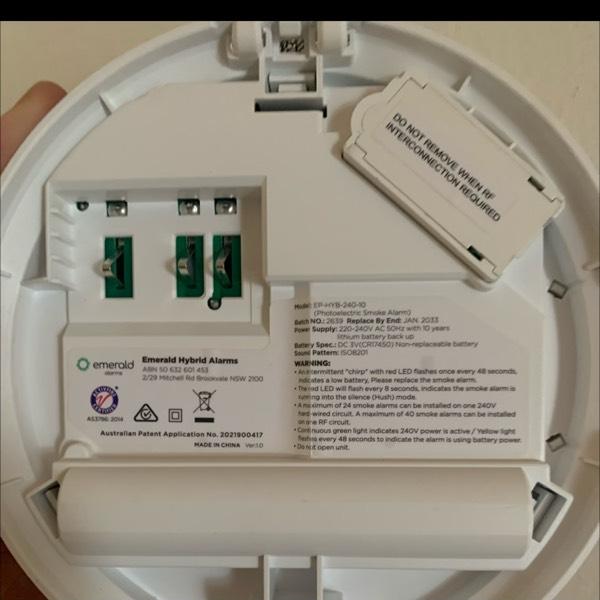 DO NOT REMOVE WHEN RF
INTERCONNECTION REQUIRED
Model: EP-HYB-240-10
(Photoelectric Smoke Alarm)
Batch NO.: 2639 Replace By End: JAN. 2033
Power Supply: 220-240V AC 50Hz with 10 years
lithium battery back up
Battery Spec.: DC 3V(CR17450) Non-replaceable battery
Sound Pattern: ISO8201
WARNING:
• An intermittent "chirp" with red LED flashes once every 48 seconds,
indicates a low battery, Please replace the smoke alarm.
• The red LED will flash every 8 seconds, indicates the smoke alarm is
running into the silence (Hush) mode.
• A maximum of 24 smoke alarms can be installed on one 240V
hard-wired circuit. A maximum of 40 smoke alarms can be installed
on one RF circuit.
• Continuous green light indicates 240V power is active / Yellow light
flashes every 48 seconds to indicate the alarm is using battery power.
• Do not open unit.
emerald
alarms
Emerald Hybrid Alarms
ABN 50 632 601 453
2/29 Mitchell Rd Brookvale NSW 2100
AS3786: 2014
Australian Patent Application No. 2021900417
MADE IN CHINA Ver:1.0